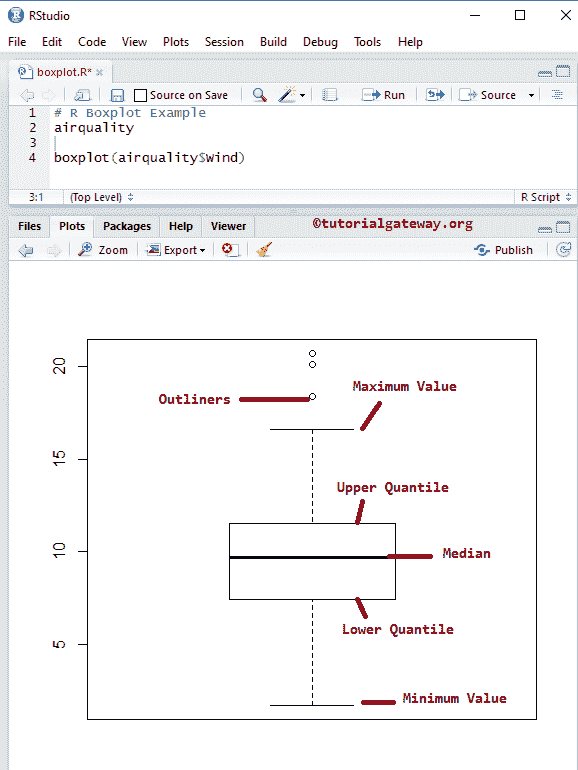 RStudio
File Edit Code View Plots Session Build Debug Tools Help
boxplot.R*
Source on Save Run Source
1 # R Boxplot Example
2 airquality
3
4 boxplot(airquality$Wind)
3:1 (Top Level) R Script
Files Plots Packages Help Viewer ©tutorialgateway.org
Zoom Export Publish
20
Maximum Value
Outliners
15
Upper Quantile
10
Median
Lower Quantile
5
Minimum Value